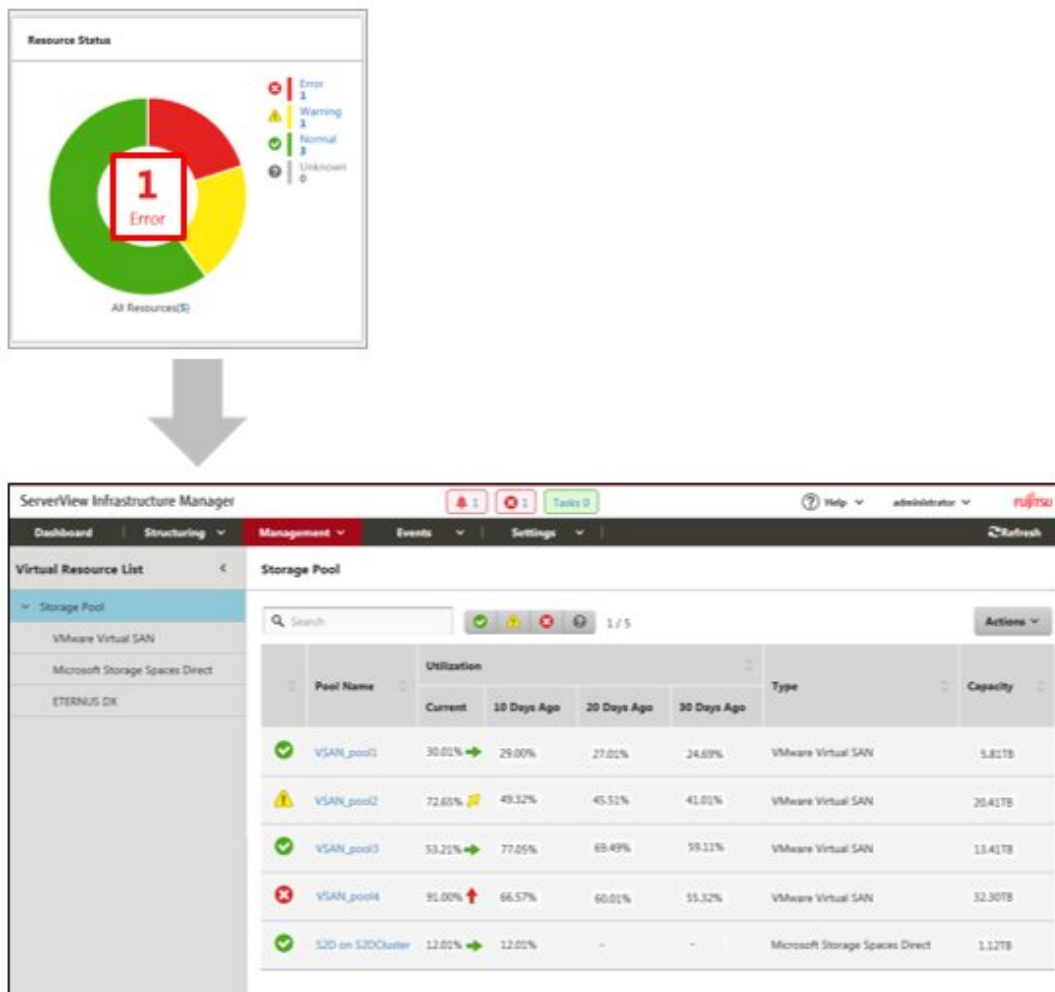 Resource Status
Error
1
Warning
1
Normal
3
Unknown
0
1
Error
All Resources(5)
ServerView Infrastructure Manager
1 1 Tasks 0
Help administrator FUJITSU
Dashboard Structuring Management Events Settings Refresh
Virtual Resource List
Storage Pool
VMware Virtual SAN
Microsoft Storage Spaces Direct
ETERNUS DX
Storage Pool
Search 1 / 5 Actions
Pool Name Utilization Type Capacity
Current 10 Days Ago 20 Days Ago 30 Days Ago
VSAN_pool1 30.01% 29.00% 27.01% 24.69% VMware Virtual SAN 5.81TB
VSAN_pool2 72.65% 49.32% 45.51% 41.01% VMware Virtual SAN 20.41TB
VSAN_pool3 53.21% 77.05% 69.49% 59.11% VMware Virtual SAN 13.41TB
VSAN_pool4 91.00% 66.57% 60.01% 55.32% VMware Virtual SAN 32.30TB
S2D on S2DCluster 12.01% 12.01% - - Microsoft Storage Spaces Direct 1.12TB